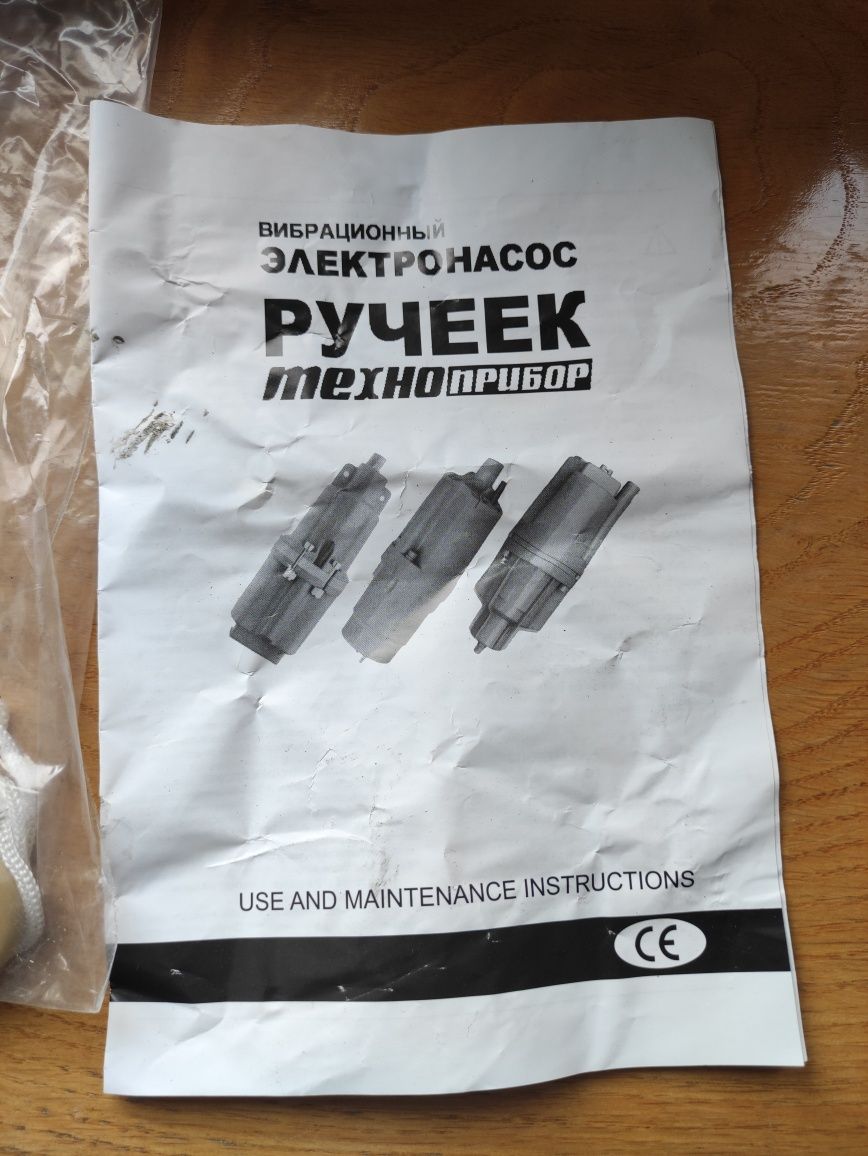 ВИБРАЦИОННЫЙ
ЭЛЕКТРОНАСОС
РУЧЕЕК
техноПРИБОР
USE AND MAINTENANCE INSTRUCTIONS
CE